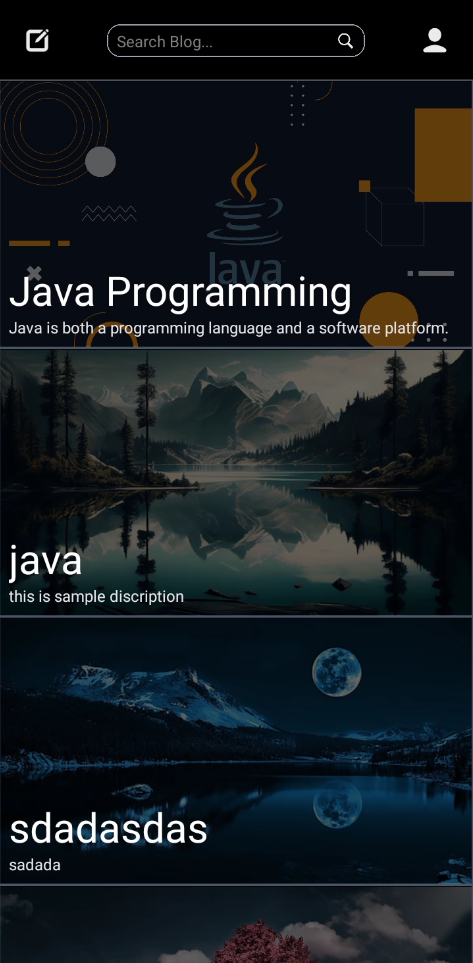 Search Blog...
Java
Java Programming
Java is both a programming language and a software platform.
java
this is sample discription
sdadasdas
sadada